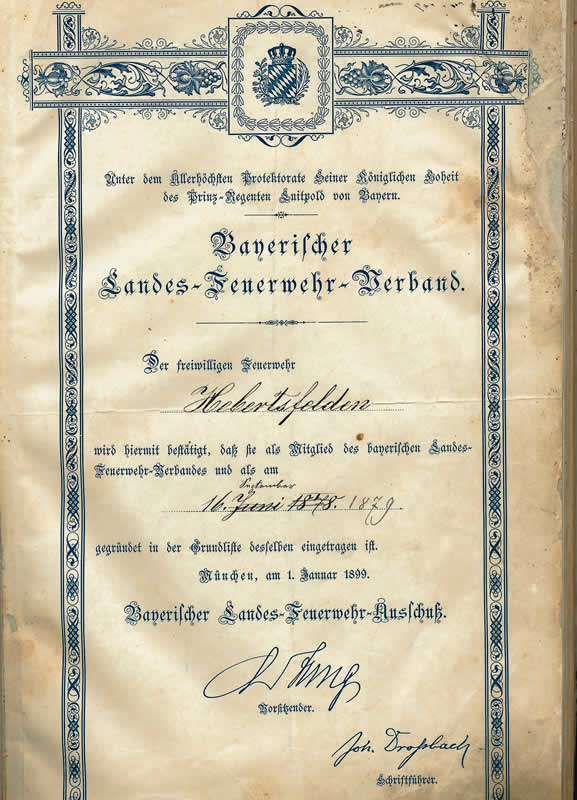 Unter dem Allerhöchsten Protektorate Seiner Königlichen Hoheit
des Prinz-Regenten Luitpold von Bayern.
Bayerischer
Landes-Feuerwehr-Verband.
Der freiwilligen Feuerwehr
Hebertsfelden
wird hiermit bestätigt, daß sie als Mitglied des bayerischen Landes-
Feuerwehr-Verbandes und als am
September
16. Juni 1878. 1879.
gegründet in der Grundliste desselben eingetragen ist.
München, am 1. Januar 1899.
Bayerischer Landes-Feuerwehr-Ausschuß.
Vorsitzender.
Joh. Droßbach
Schriftführer.